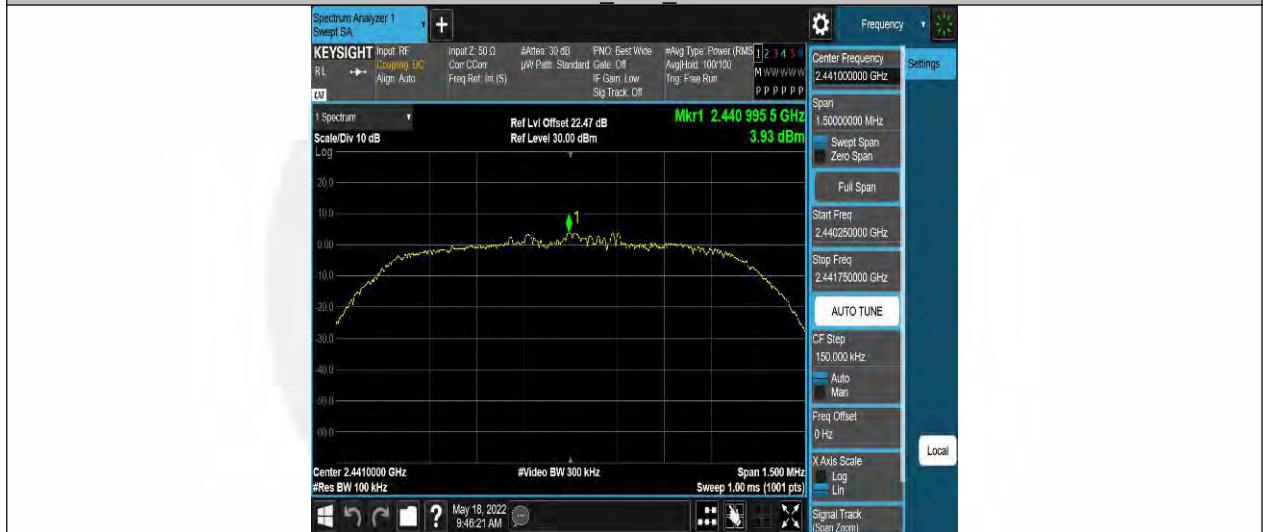 Spectrum Analyzer 1
Swept SA
+
Frequency
KEYSIGHT
RL
Input: RF
Coupling: DC
Align: Auto
Input Z: 50 Ω
Corr CCorr
Freq Ref: Int (S)
#Atten: 30 dB
µW Path: Standard
PNO: Best Wide
Gate: Off
IF Gain: Low
Sig Track: Off
#Avg Type: Power (RMS
Avg|Hold: 100/100
Trig: Free Run
1 2 3 4 5 6
M W W W W W
P P P P P P
1 Spectrum
Scale/Div 10 dB
Log
Ref Lvl Offset 22.47 dB
Ref Level 30.00 dBm
Mkr1 2.440 995 5 GHz
3.93 dBm
20.0
10.0
0.00
-10.0
-20.0
-30.0
-40.0
-50.0
-60.0
1
Center 2.4410000 GHz
#Res BW 100 kHz
#Video BW 300 kHz
Span 1.500 MHz
Sweep 1.00 ms (1001 pts)
?
May 18, 2022
9:46:21 AM
Center Frequency
2.441000000 GHz
Settings
Span
1.50000000 MHz
Swept Span
Zero Span
Full Span
Start Freq
2.440250000 GHz
Stop Freq
2.441750000 GHz
AUTO TUNE
CF Step
150.000 kHz
Auto
Man
Freq Offset
0 Hz
X Axis Scale
Log
Lin
Local
Signal Track
(Span Zoom)